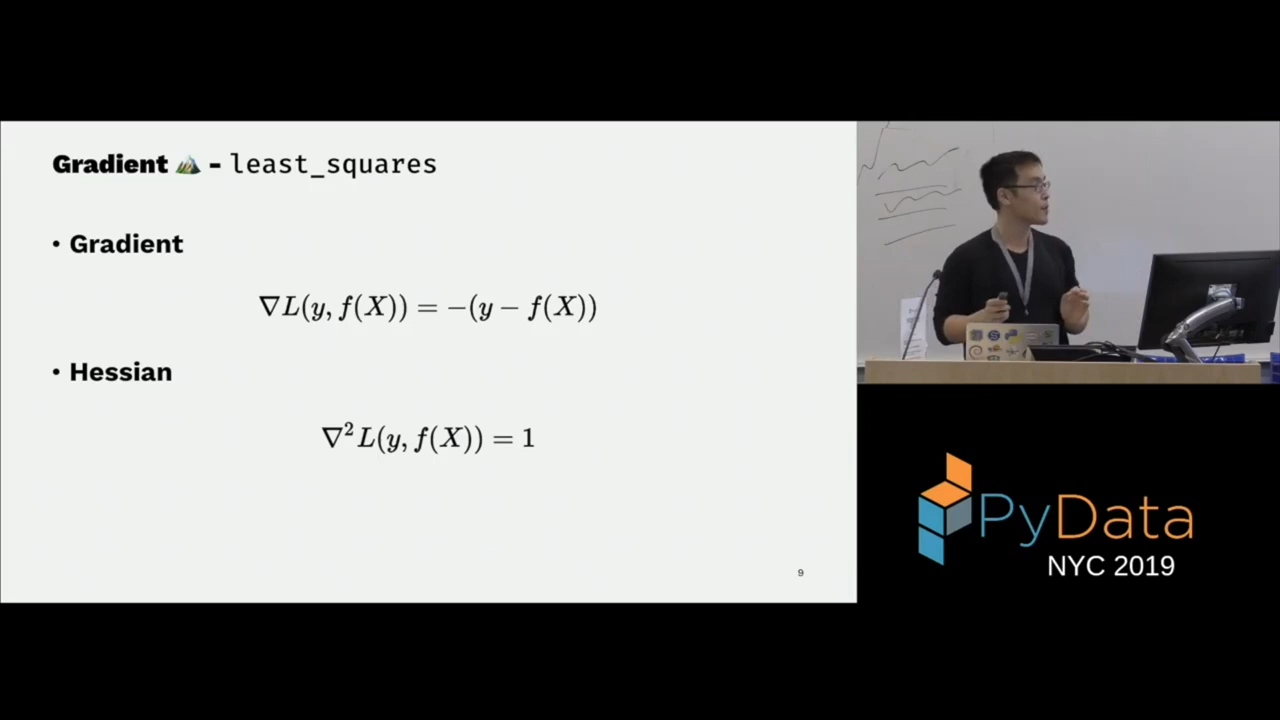 Gradient 🏔️ - least_squares
• Gradient
∇L(y, f(X)) = −(y − f(X))
• Hessian
∇²L(y, f(X)) = 1
9
PyData
NYC 2019